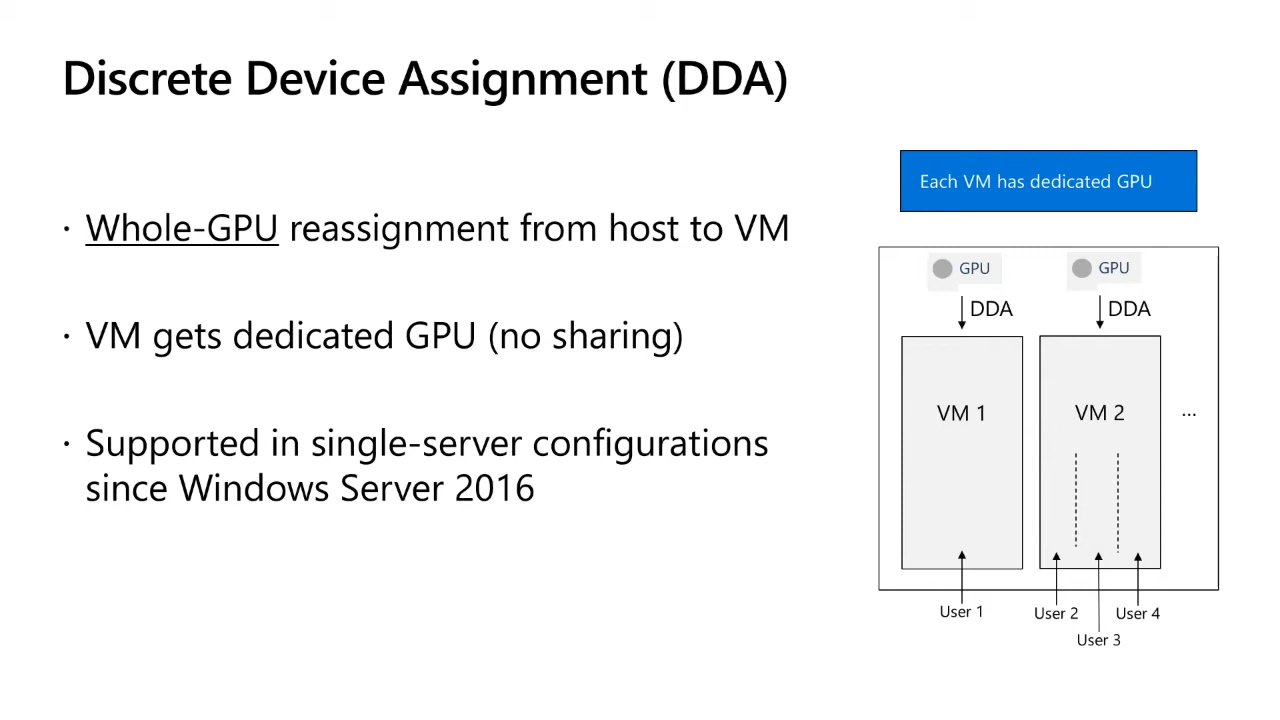 Discrete Device Assignment (DDA)
· Whole-GPU reassignment from host to VM
· VM gets dedicated GPU (no sharing)
· Supported in single-server configurations
since Windows Server 2016
Each VM has dedicated GPU
GPU
GPU
DDA
DDA
VM 1
VM 2
...
User 1
User 2
User 4
User 3